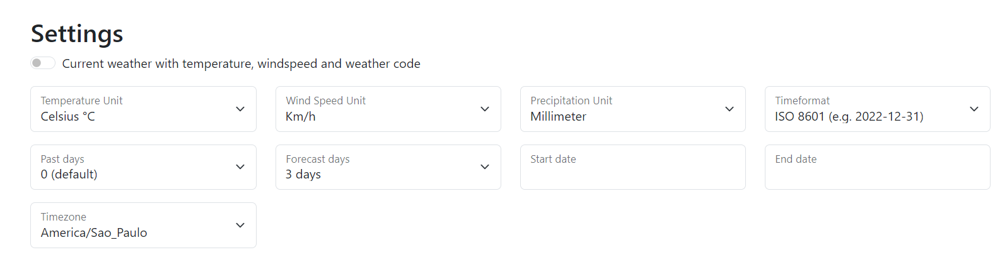 Settings
Current weather with temperature, windspeed and weather code
Temperature Unit
Celsius °C
Wind Speed Unit
Km/h
Precipitation Unit
Millimeter
Timeformat
ISO 8601 (e.g. 2022-12-31)
Past days
0 (default)
Forecast days
3 days
Start date
End date
Timezone
America/Sao_Paulo